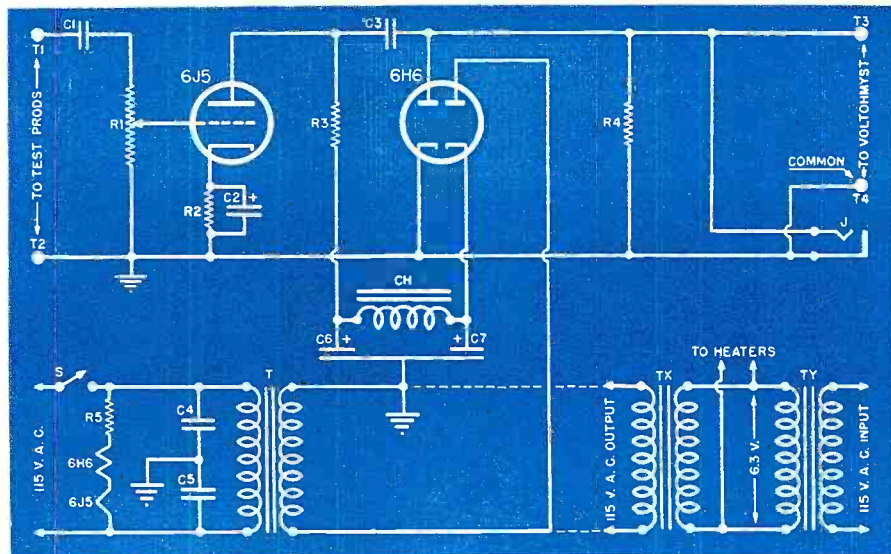 C1
C3
T1
T3
6J5
6H6
TO TEST PRODS
R1
R3
R4
TO VOLTOHMYST
COMMON
T4
R2
C2
+
J
T2
CH
C6
+
+
C7
S
T
TO HEATERS
TX
TY
115 V. A. C.
R5
C4
6H6
C5
6J5
115 V. A. C. OUTPUT
6.3 V.
115 V. A. C. INPUT